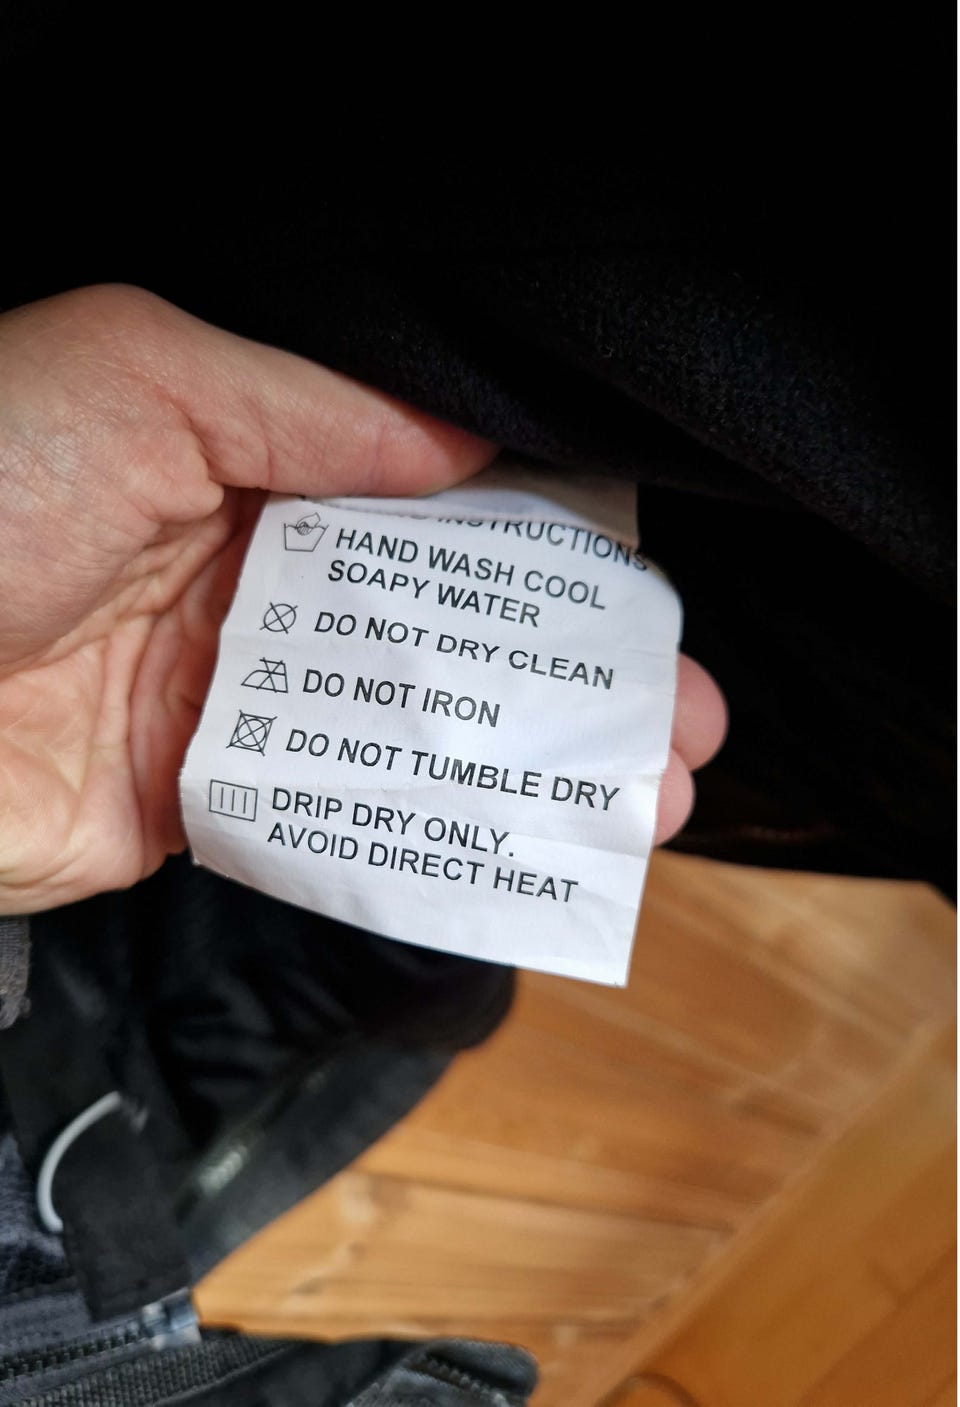 INSTRUCTIONS
HAND WASH COOL
SOAPY WATER
DO NOT DRY CLEAN
DO NOT IRON
DO NOT TUMBLE DRY
DRIP DRY ONLY.
AVOID DIRECT HEAT